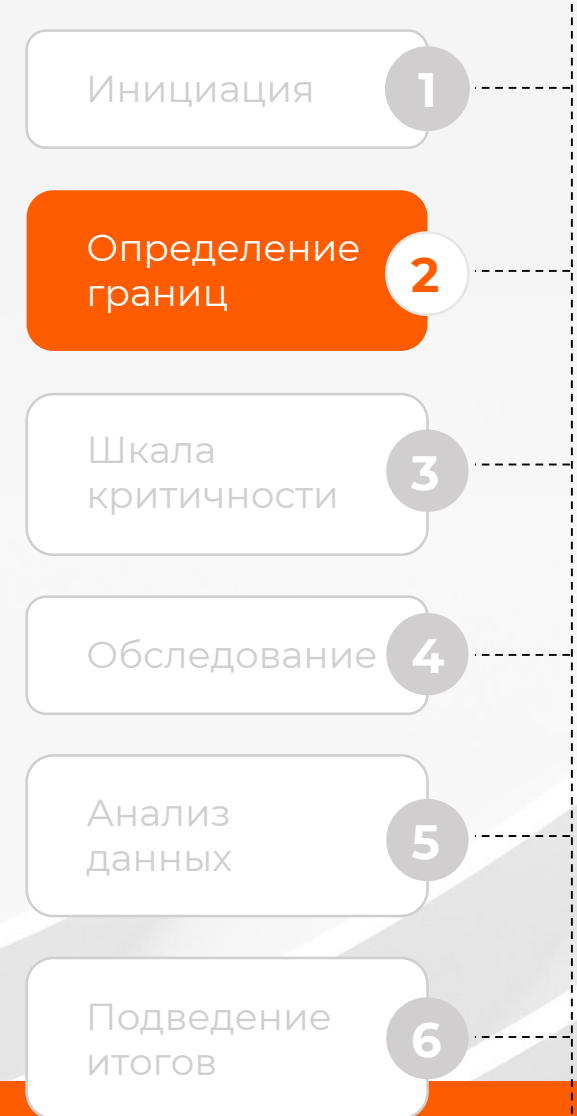 Инициация
1
Определение
границ
2
Шкала
критичности
3
Обследование
4
Анализ
данных
5
Подведение
итогов
6